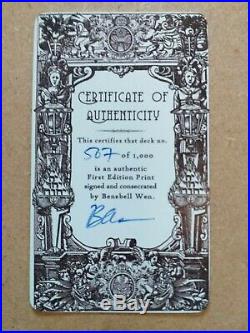 CERTIFICATE OF
AUTHENTICITY
This certifies that deck no.
507 of 1,000
is an authentic
First Edition Print
signed and consecrated
by Benebell Wen.